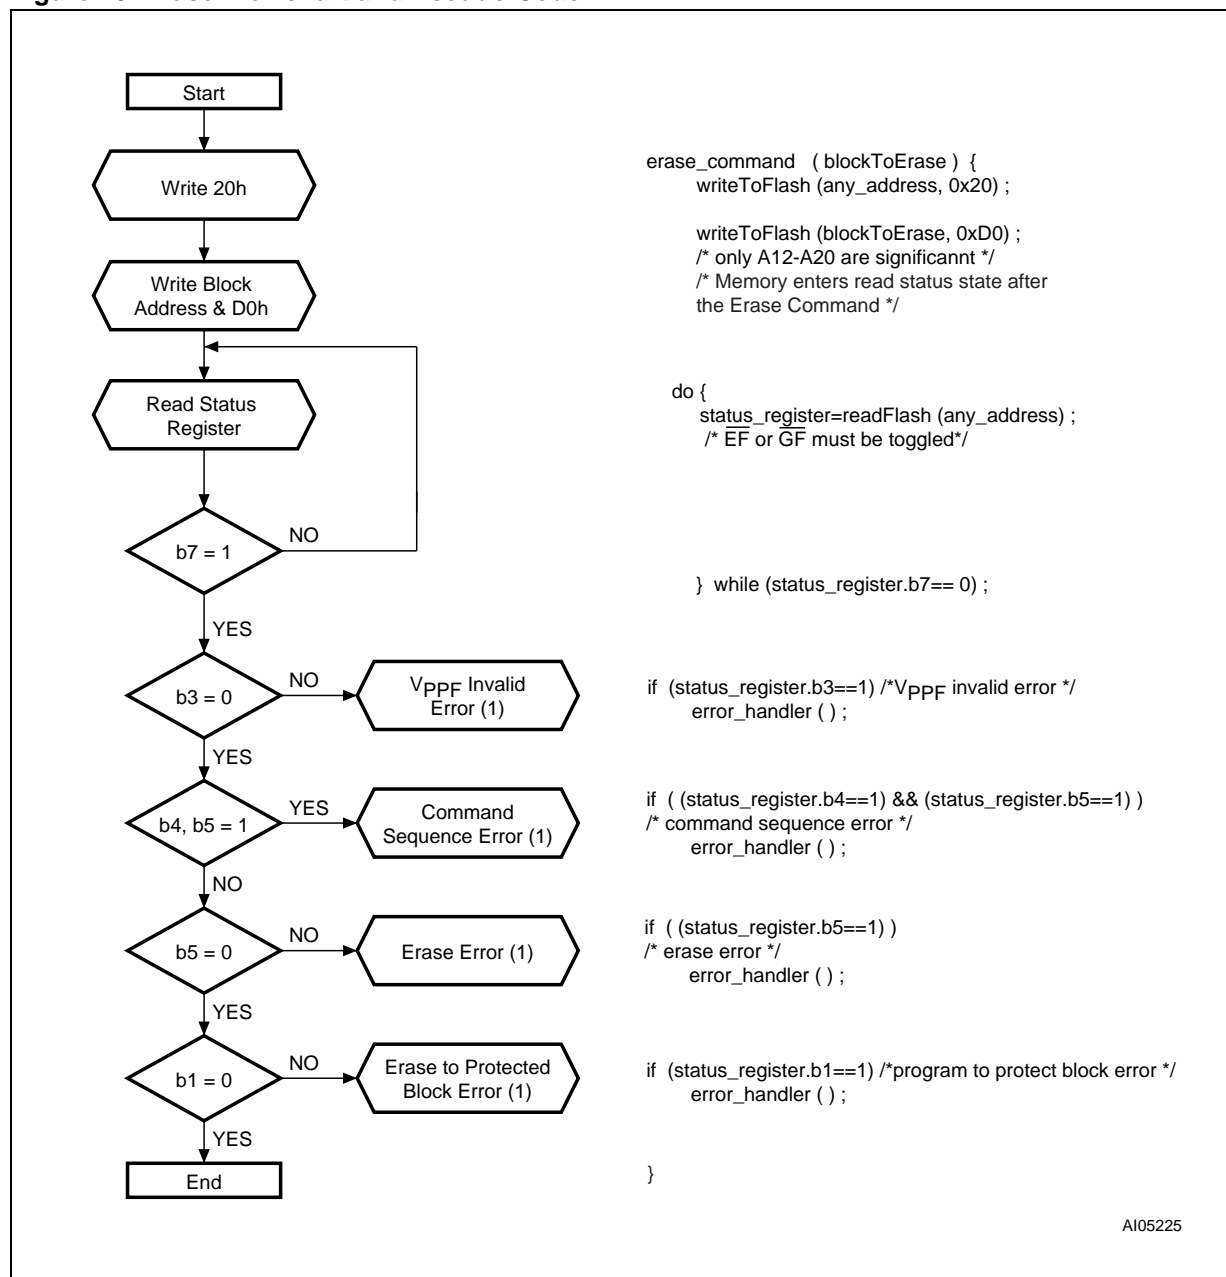 Start
Write 20h
Write Block
Address & D0h
Read Status
Register
b7 = 1
NO
YES
b3 = 0
NO
VPPF Invalid
Error (1)
YES
b4, b5 = 1
YES
Command
Sequence Error (1)
NO
b5 = 0
NO
Erase Error (1)
YES
b1 = 0
NO
Erase to Protected
Block Error (1)
YES
End
erase_command ( blockToErase ) {
writeToFlash (any_address, 0x20) ;
writeToFlash (blockToErase, 0xD0) ;
/* only A12-A20 are significannt */
/* Memory enters read status state after
the Erase Command */
do {
status_register=readFlash (any_address) ;
/* EF or GF must be toggled*/
} while (status_register.b7== 0) ;
if (status_register.b3==1) /*VPPF invalid error */
error_handler ( ) ;
if ( (status_register.b4==1) && (status_register.b5==1) )
/* command sequence error */
error_handler ( ) ;
if ( (status_register.b5==1) )
/* erase error */
error_handler ( ) ;
if (status_register.b1==1) /*program to protect block error */
error_handler ( ) ;
}
AI05225